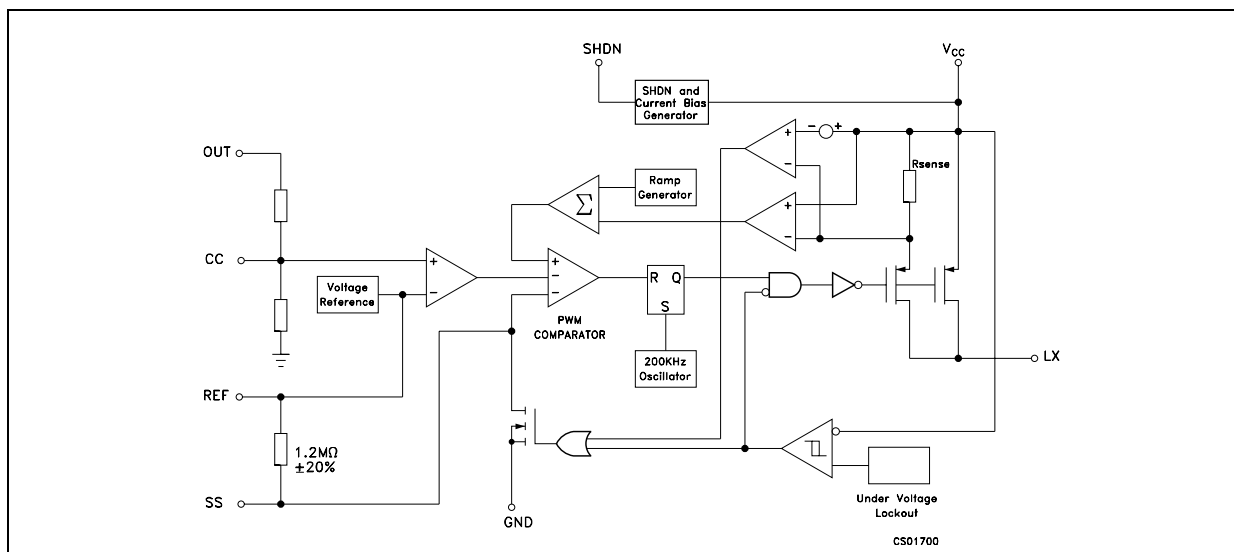 SHDN
VCC
SHDN and
Current Bias
Generator
- +
+
-
Rsense
OUT
Ramp
Generator
Σ
+
-
CC
+
-
+
-
-
R Q
S
Voltage
Reference
PWM
COMPARATOR
200KHz
Oscillator
LX
REF
1.2MΩ
±20%
SS
GND
Under Voltage
Lockout
CS01700